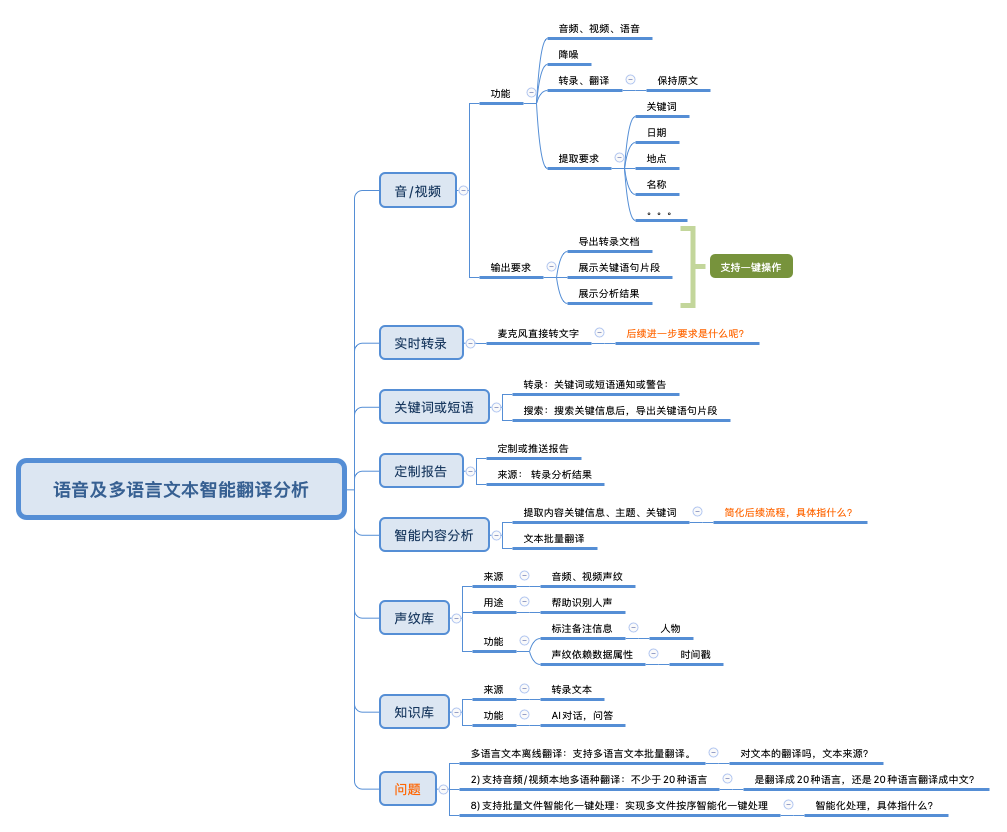 语音及多语言文本智能翻译分析
音/视频
功能
音频、视频、语音
降噪
转录、翻译
保持原文
提取要求
关键词
日期
地点
名称
。。。
输出要求
导出转录文档
展示关键语句片段
展示分析结果
支持一键操作
实时转录
麦克风直接转文字
后续进一步要求是什么呢？
关键词或短语
转录：关键词或短语通知或警告
搜索：搜索关键信息后，导出关键语句片段
定制报告
定制或推送报告
来源： 转录分析结果
智能内容分析
提取内容关键信息、主题、关键词
简化后续流程，具体指什么？
文本批量翻译
声纹库
来源
音频、视频声纹
用途
帮助识别人声
功能
标注备注信息
人物
声纹依赖数据属性
时间戳
知识库
来源
转录文本
功能
AI对话，问答
问题
多语言文本离线翻译：支持多语言文本批量翻译。
对文本的翻译吗，文本来源？
2)支持音频/视频本地多语种翻译：不少于20种语言
是翻译成20种语言，还是20种语言翻译成中文？
8)支持批量文件智能化一键处理：实现多文件按序智能化一键处理
智能化处理，具体指什么？